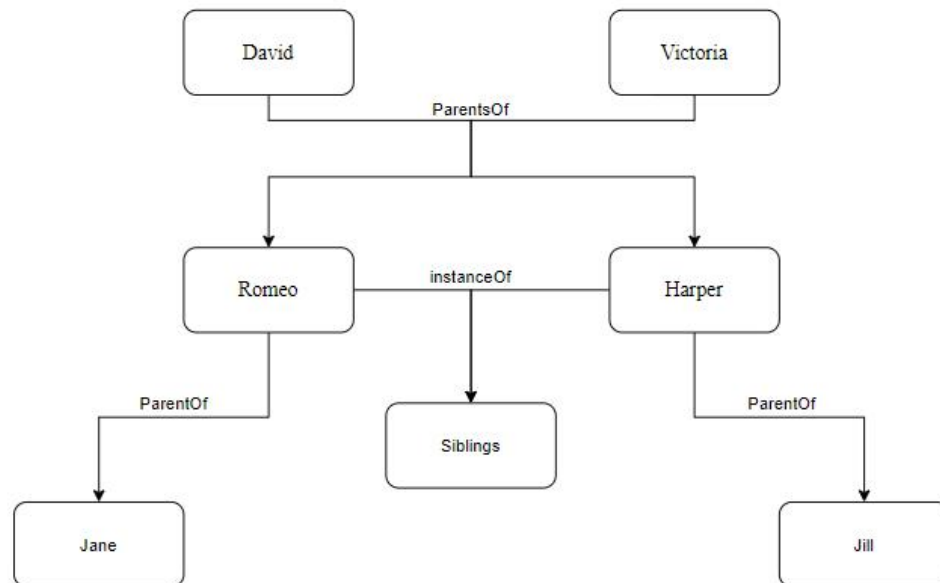 David
Victoria
ParentsOf
Romeo
instanceOf
Harper
ParentOf
Siblings
ParentOf
Jane
Jill